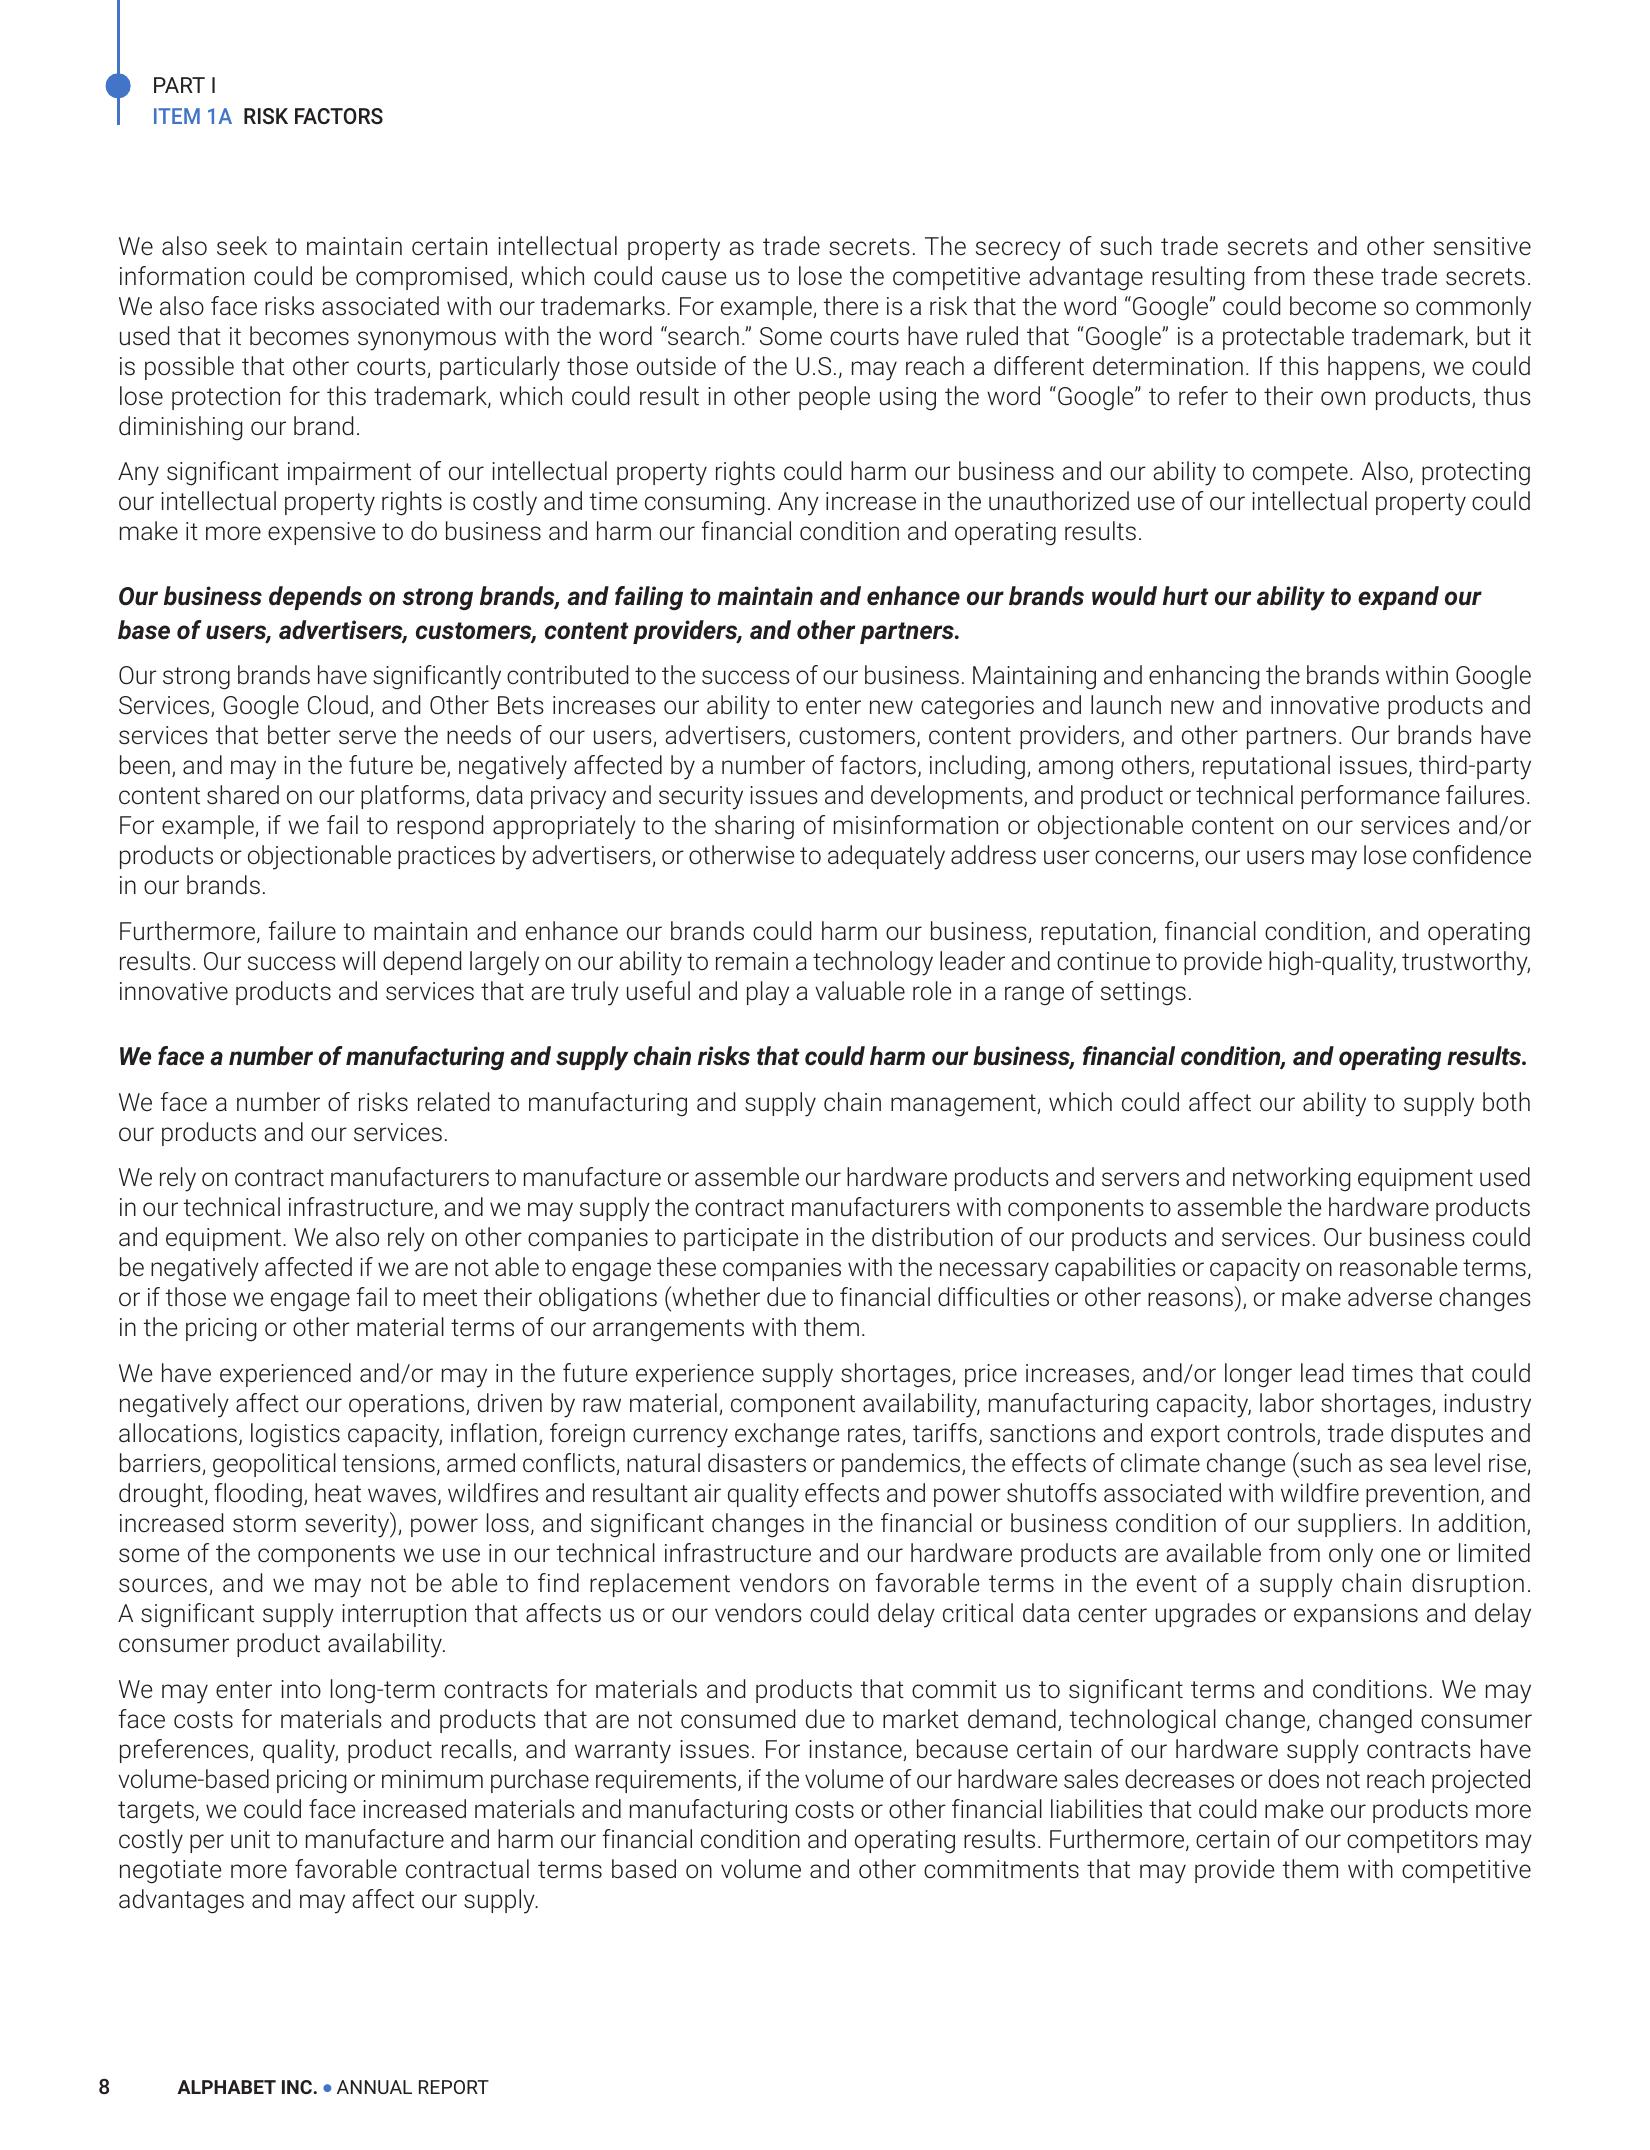 PART I
ITEM 1A RISK FACTORS
We also seek to maintain certain intellectual property as trade secrets. The secrecy of such trade secrets and other sensitive
information could be compromised, which could cause us to lose the competitive advantage resulting from these trade secrets.
We also face risks associated with our trademarks. For example, there is a risk that the word “Google” could become so commonly
used that it becomes synonymous with the word “search.” Some courts have ruled that “Google” is a protectable trademark, but it
is possible that other courts, particularly those outside of the U.S., may reach a different determination. If this happens, we could
lose protection for this trademark, which could result in other people using the word “Google” to refer to their own products, thus
diminishing our brand.
Any significant impairment of our intellectual property rights could harm our business and our ability to compete. Also, protecting
our intellectual property rights is costly and time consuming. Any increase in the unauthorized use of our intellectual property could
make it more expensive to do business and harm our financial condition and operating results.
Our business depends on strong brands, and failing to maintain and enhance our brands would hurt our ability to expand our
base of users, advertisers, customers, content providers, and other partners.
Our strong brands have significantly contributed to the success of our business. Maintaining and enhancing the brands within Google
Services, Google Cloud, and Other Bets increases our ability to enter new categories and launch new and innovative products and
services that better serve the needs of our users, advertisers, customers, content providers, and other partners. Our brands have
been, and may in the future be, negatively affected by a number of factors, including, among others, reputational issues, third-party
content shared on our platforms, data privacy and security issues and developments, and product or technical performance failures.
For example, if we fail to respond appropriately to the sharing of misinformation or objectionable content on our services and/or
products or objectionable practices by advertisers, or otherwise to adequately address user concerns, our users may lose confidence
in our brands.
Furthermore, failure to maintain and enhance our brands could harm our business, reputation, financial condition, and operating
results. Our success will depend largely on our ability to remain a technology leader and continue to provide high-quality, trustworthy,
innovative products and services that are truly useful and play a valuable role in a range of settings.
We face a number of manufacturing and supply chain risks that could harm our business, financial condition, and operating results.
We face a number of risks related to manufacturing and supply chain management, which could affect our ability to supply both
our products and our services.
We rely on contract manufacturers to manufacture or assemble our hardware products and servers and networking equipment used
in our technical infrastructure, and we may supply the contract manufacturers with components to assemble the hardware products
and equipment. We also rely on other companies to participate in the distribution of our products and services. Our business could
be negatively affected if we are not able to engage these companies with the necessary capabilities or capacity on reasonable terms,
or if those we engage fail to meet their obligations (whether due to financial difficulties or other reasons), or make adverse changes
in the pricing or other material terms of our arrangements with them.
We have experienced and/or may in the future experience supply shortages, price increases, and/or longer lead times that could
negatively affect our operations, driven by raw material, component availability, manufacturing capacity, labor shortages, industry
allocations, logistics capacity, inflation, foreign currency exchange rates, tariffs, sanctions and export controls, trade disputes and
barriers, geopolitical tensions, armed conflicts, natural disasters or pandemics, the effects of climate change (such as sea level rise,
drought, flooding, heat waves, wildfires and resultant air quality effects and power shutoffs associated with wildfire prevention, and
increased storm severity), power loss, and significant changes in the financial or business condition of our suppliers. In addition,
some of the components we use in our technical infrastructure and our hardware products are available from only one or limited
sources, and we may not be able to find replacement vendors on favorable terms in the event of a supply chain disruption.
A significant supply interruption that affects us or our vendors could delay critical data center upgrades or expansions and delay
consumer product availability.
We may enter into long-term contracts for materials and products that commit us to significant terms and conditions. We may
face costs for materials and products that are not consumed due to market demand, technological change, changed consumer
preferences, quality, product recalls, and warranty issues. For instance, because certain of our hardware supply contracts have
volume-based pricing or minimum purchase requirements, if the volume of our hardware sales decreases or does not reach projected
targets, we could face increased materials and manufacturing costs or other financial liabilities that could make our products more
costly per unit to manufacture and harm our financial condition and operating results. Furthermore, certain of our competitors may
negotiate more favorable contractual terms based on volume and other commitments that may provide them with competitive
advantages and may affect our supply.
8 ALPHABET INC. • ANNUAL REPORT